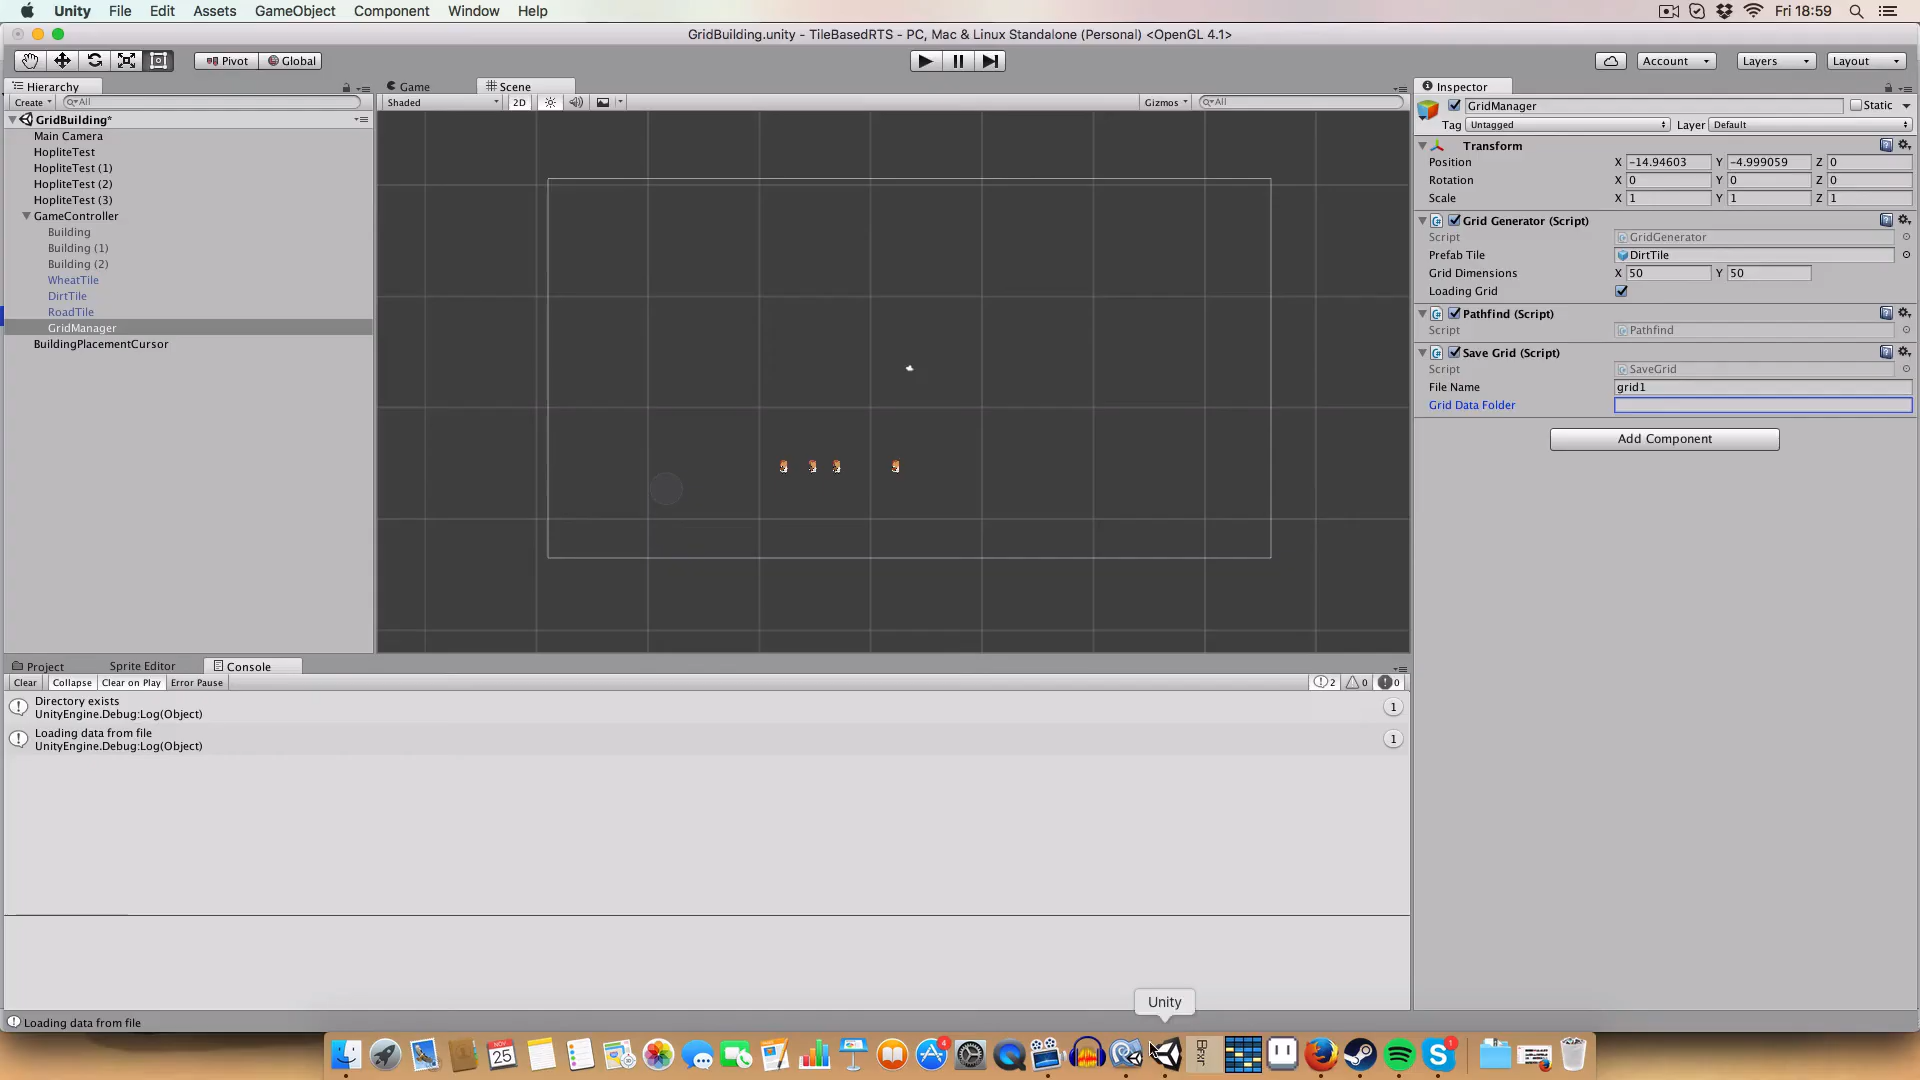 Unity File Edit Assets GameObject Component Window Help
Fri 18:59
GridBuilding.unity - TileBasedRTS - PC, Mac & Linux Standalone (Personal) <OpenGL 4.1>
Pivot Global
Account Layers Layout
Hierarchy
Create All
GridBuilding*
Main Camera
HopliteTest
HopliteTest (1)
HopliteTest (2)
HopliteTest (3)
GameController
Building
Building (1)
Building (2)
WheatTile
DirtTile
RoadTile
GridManager
BuildingPlacementCursor
Game Scene
Shaded 2D Gizmos All
Inspector
GridManager Static
Tag Untagged Layer Default
Transform
Position X -14.94603 Y -4.999059 Z 0
Rotation X 0 Y 0 Z 0
Scale X 1 Y 1 Z 1
Grid Generator (Script)
Script GridGenerator
Prefab Tile DirtTile
Grid Dimensions X 50 Y 50
Loading Grid
Pathfind (Script)
Script Pathfind
Save Grid (Script)
Script SaveGrid
File Name grid1
Grid Data Folder
Add Component
Project Sprite Editor Console
Clear Collapse Clear on Play Error Pause 2 0 0
Directory exists
UnityEngine.Debug:Log(Object)
1
Loading data from file
UnityEngine.Debug:Log(Object)
1
Unity
Loading data from file
NOV
25
4
1